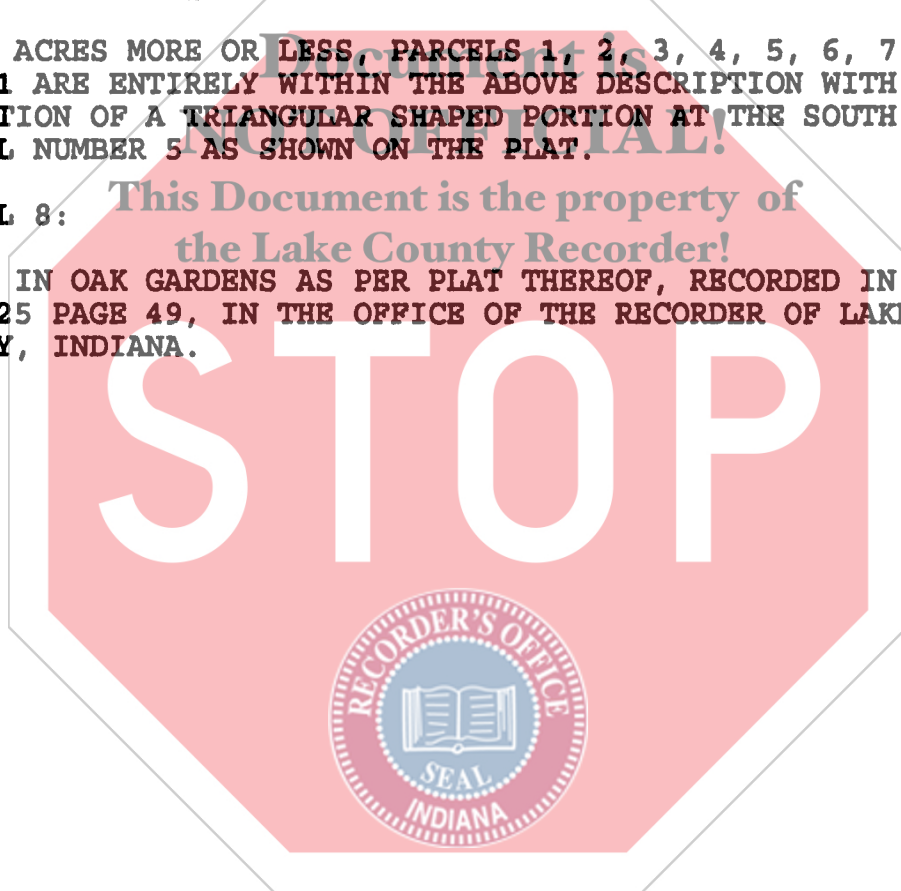 ACRES MORE OR LESS, PARCELS 1, 2, 3, 4, 5, 6, 7
Document is
1 ARE ENTIRELY WITHIN THE ABOVE DESCRIPTION WITH
TION OF A TRIANGULAR SHAPED PORTION AT THE SOUTH
NOT OFFICIAL!
L NUMBER 5 AS SHOWN ON THE PLAT.
This Document is the property of
L 8:
the Lake County Recorder!
IN OAK GARDENS AS PER PLAT THEREOF, RECORDED IN
25 PAGE 49, IN THE OFFICE OF THE RECORDER OF LAKE
Y, INDIANA.
STOP
RECORDER'S OFFICE
SEAL
INDIANA